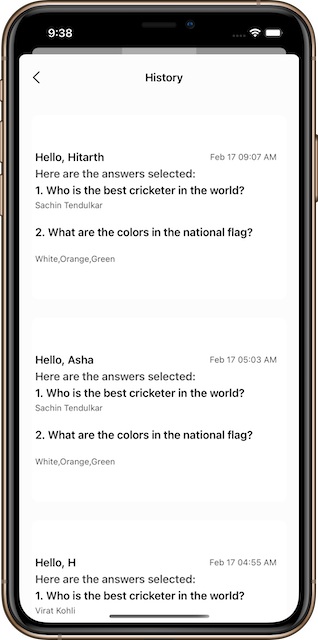 9:38
History
Hello, Hitarth Feb 17 09:07 AM
Here are the answers selected:
1. Who is the best cricketer in the world?
Sachin Tendulkar
2. What are the colors in the national flag?
White,Orange,Green
Hello, Asha Feb 17 05:03 AM
Here are the answers selected:
1. Who is the best cricketer in the world?
Sachin Tendulkar
2. What are the colors in the national flag?
White,Orange,Green
Hello, H Feb 17 04:55 AM
Here are the answers selected:
1. Who is the best cricketer in the world?
Virat Kohli